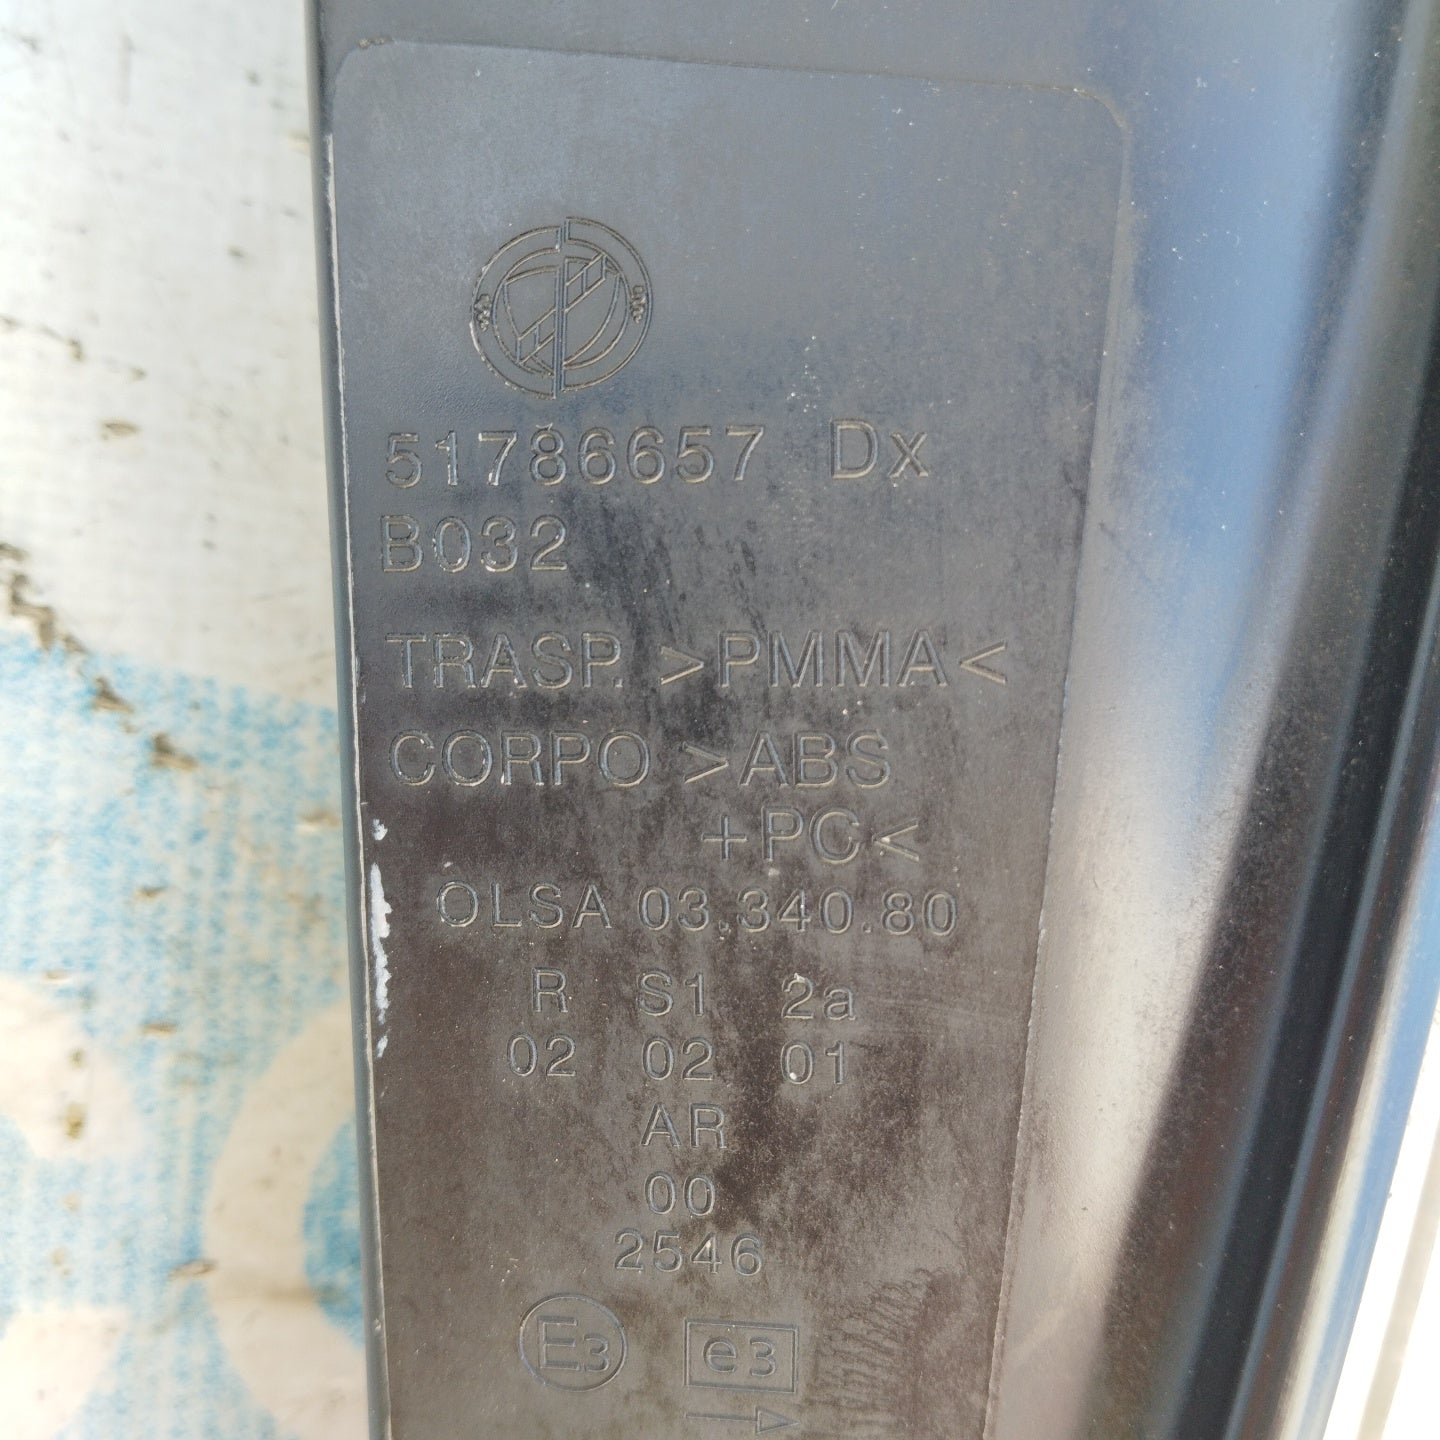 51786657 Dx
B032
TRASP. >PMMA<
CORPO >ABS
+PC<
OLSA 03.340.80
R S1 2a
02 02 01
AR
00
2546
E3 e3